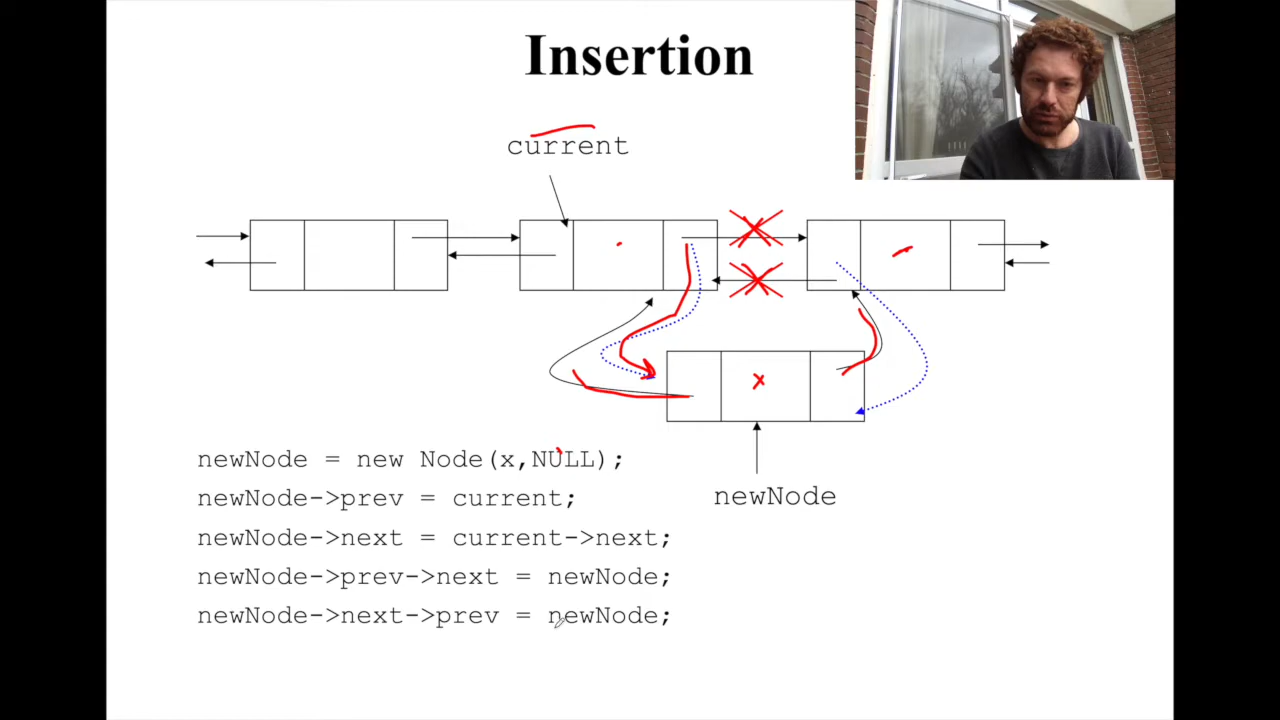 Insertion
current
x
newNode = new Node(x,NULL);
newNode->prev = current;
newNode
newNode->next = current->next;
newNode->prev->next = newNode;
newNode->next->prev = newNode;